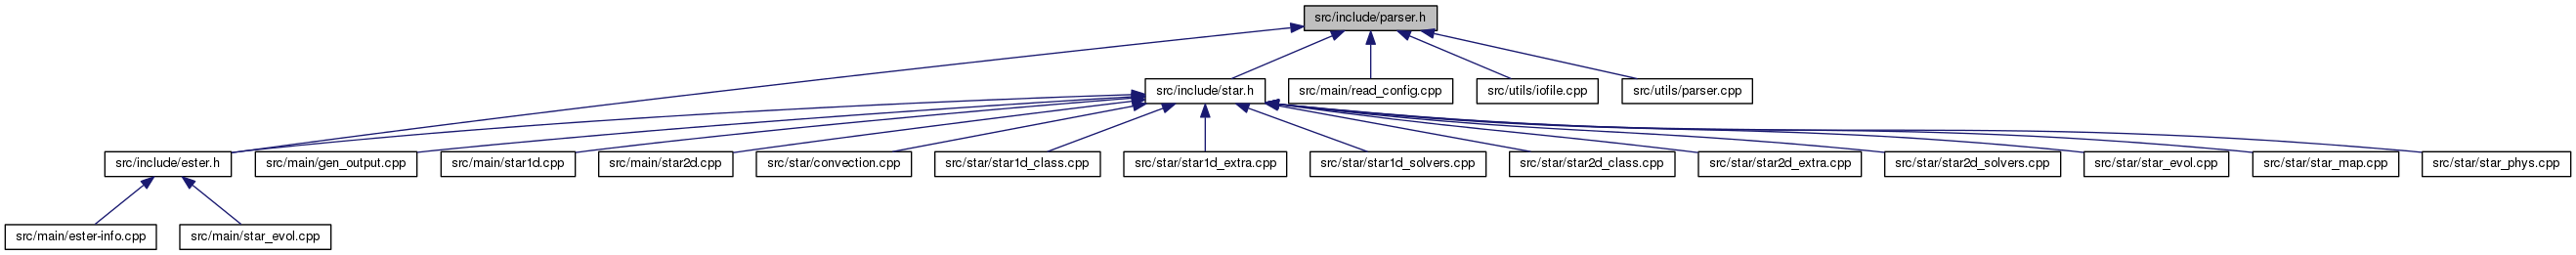 src/include/parser.h
src/include/star.h
src/main/read_config.cpp
src/utils/iofile.cpp
src/utils/parser.cpp
src/include/ester.h
src/main/gen_output.cpp
src/main/star1d.cpp
src/main/star2d.cpp
src/star/convection.cpp
src/star/star1d_class.cpp
src/star/star1d_extra.cpp
src/star/star1d_solvers.cpp
src/star/star2d_class.cpp
src/star/star2d_extra.cpp
src/star/star2d_solvers.cpp
src/star/star_evol.cpp
src/star/star_map.cpp
src/star/star_phys.cpp
src/main/ester-info.cpp
src/main/star_evol.cpp